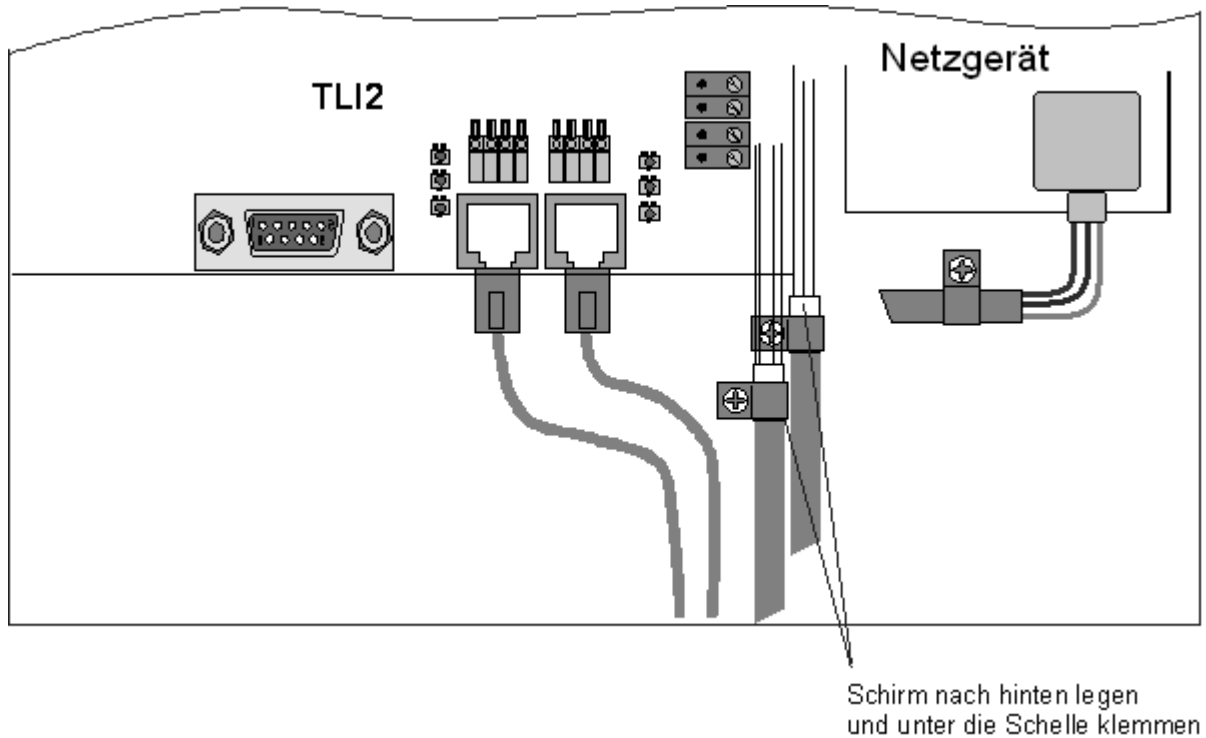 Netzgerät
TLI2
Schirm nach hinten legen
und unter die Schelle klemmen